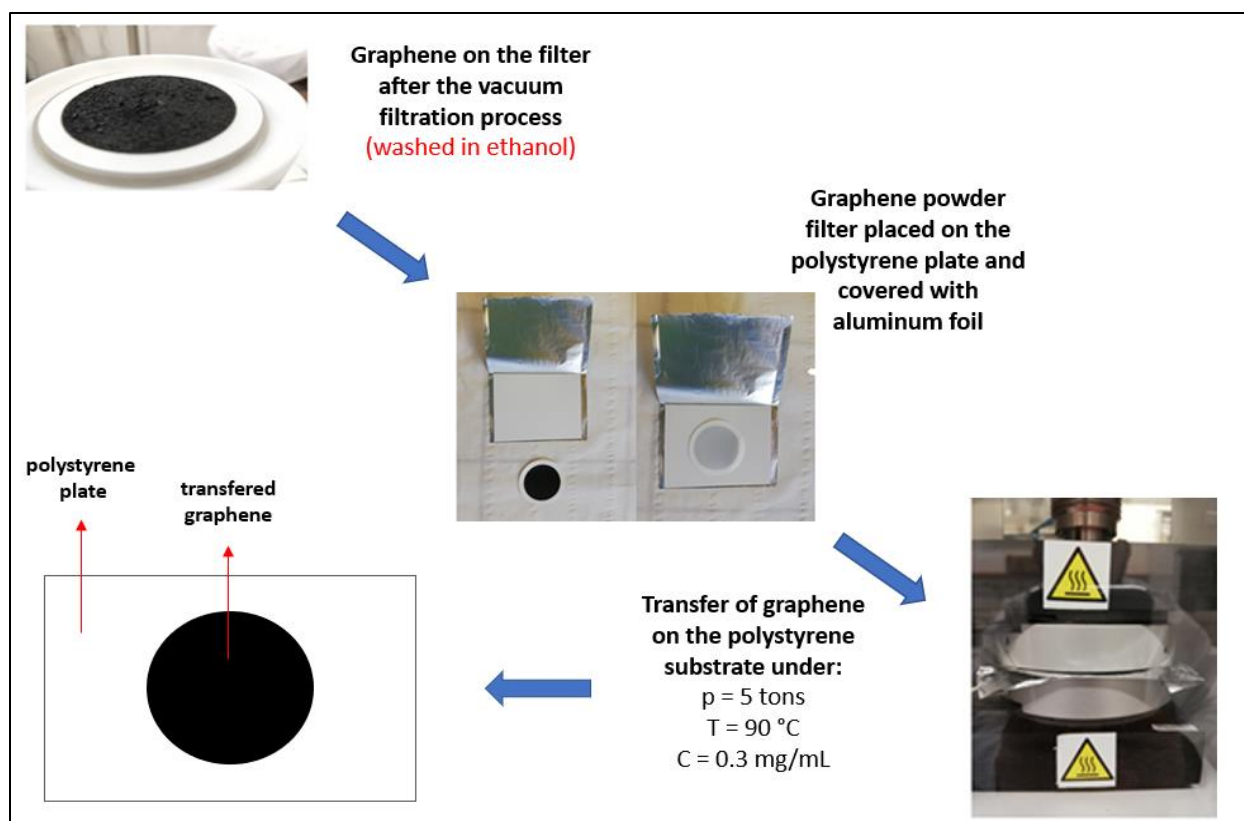 Graphene on the filter
after the vacuum
filtration process
(washed in ethanol)
Graphene powder
filter placed on the
polystyrene plate and
covered with
aluminum foil
polystyrene
plate
transfered
graphene
Transfer of graphene
on the polystyrene
substrate under:
p = 5 tons
T = 90 °C
C = 0.3 mg/mL